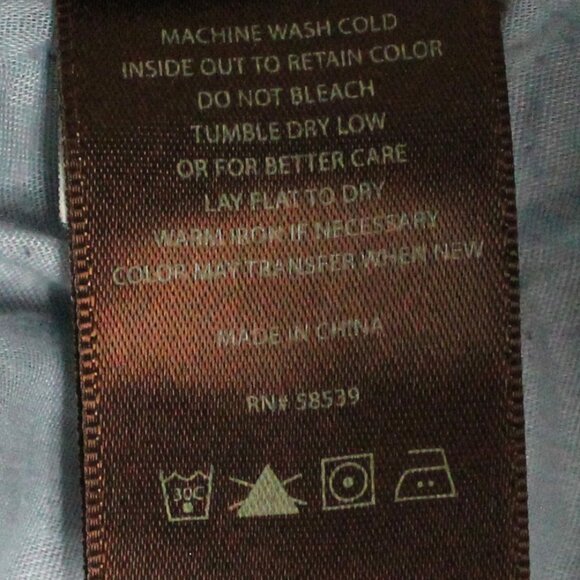 MACHINE WASH COLD
INSIDE OUT TO RETAIN COLOR
DO NOT BLEACH
TUMBLE DRY LOW
OR FOR BETTER CARE
LAY FLAT TO DRY
WARM IRON IF NECESSARY
COLOR MAY TRANSFER WHEN NEW
MADE IN CHINA
RN# 58539
30C